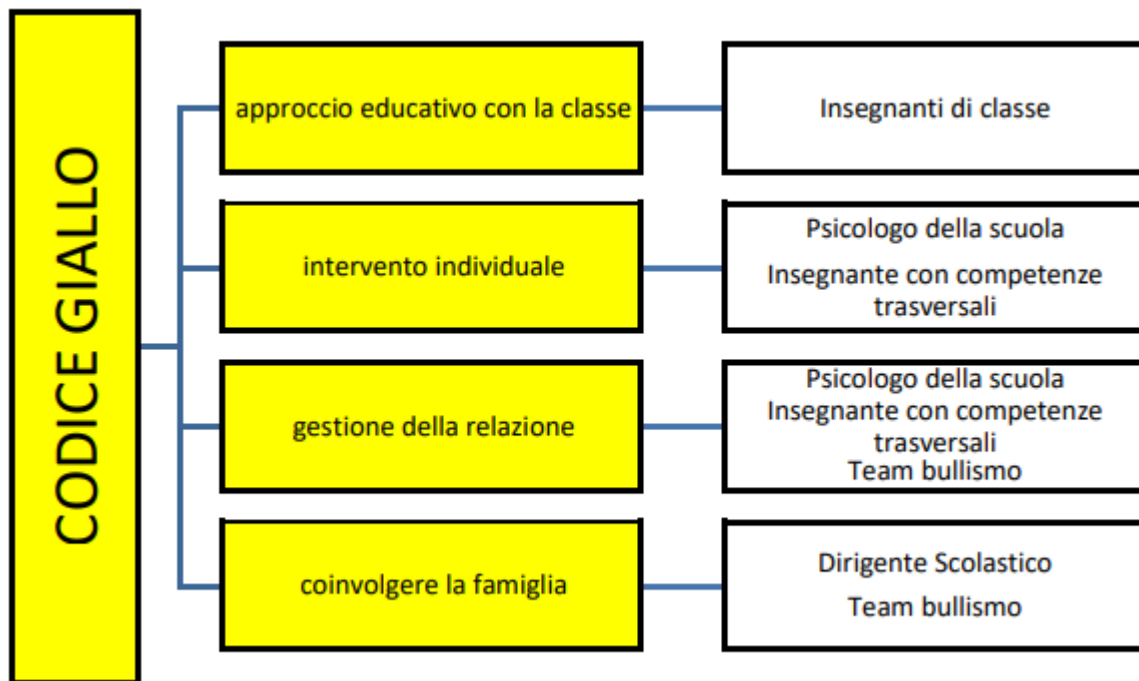 CODICE GIALLO
approccio educativo con la classe
Insegnanti di classe
intervento individuale
Psicologo della scuola
Insegnante con competenze
trasversali
gestione della relazione
Psicologo della scuola
Insegnante con competenze
trasversali
Team bullismo
coinvolgere la famiglia
Dirigente Scolastico
Team bullismo